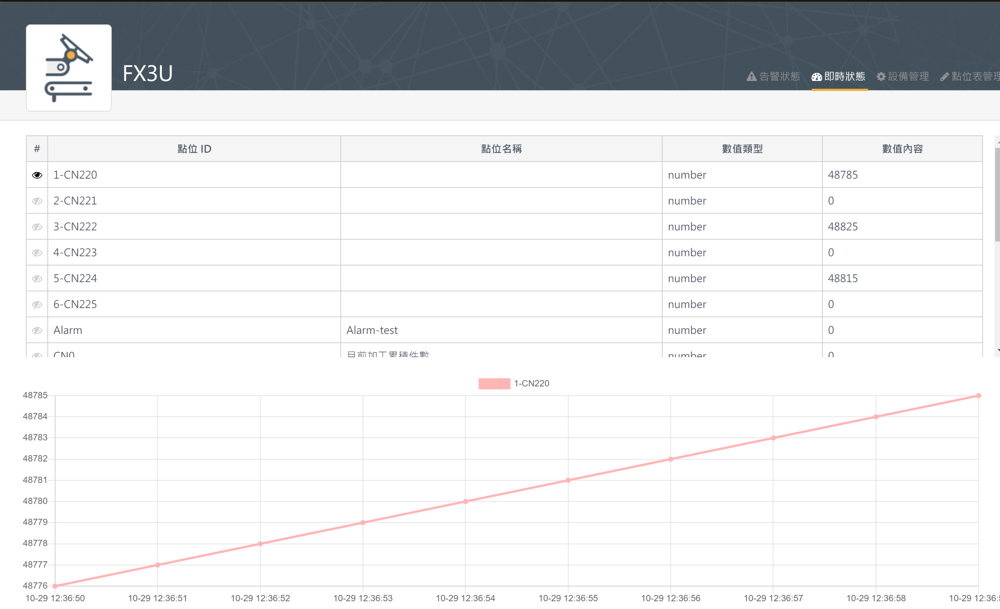 FX3U
告警狀態 即時狀態 設備管理 點位表管理
# 點位 ID 點位名稱 數值類型 數值內容
1-CN220 number 48785
2-CN221 number 0
3-CN222 number 48825
4-CN223 number 0
5-CN224 number 48815
6-CN225 number 0
Alarm Alarm-test number 0
CN0 目前加工累積件數 number 0
1-CN220
48785
48784
48783
48782
48781
48780
48779
48778
48777
48776
10-29 12:36:50 10-29 12:36:51 10-29 12:36:52 10-29 12:36:53 10-29 12:36:54 10-29 12:36:55 10-29 12:36:56 10-29 12:36:57 10-29 12:36:58 10-29 12:36:5